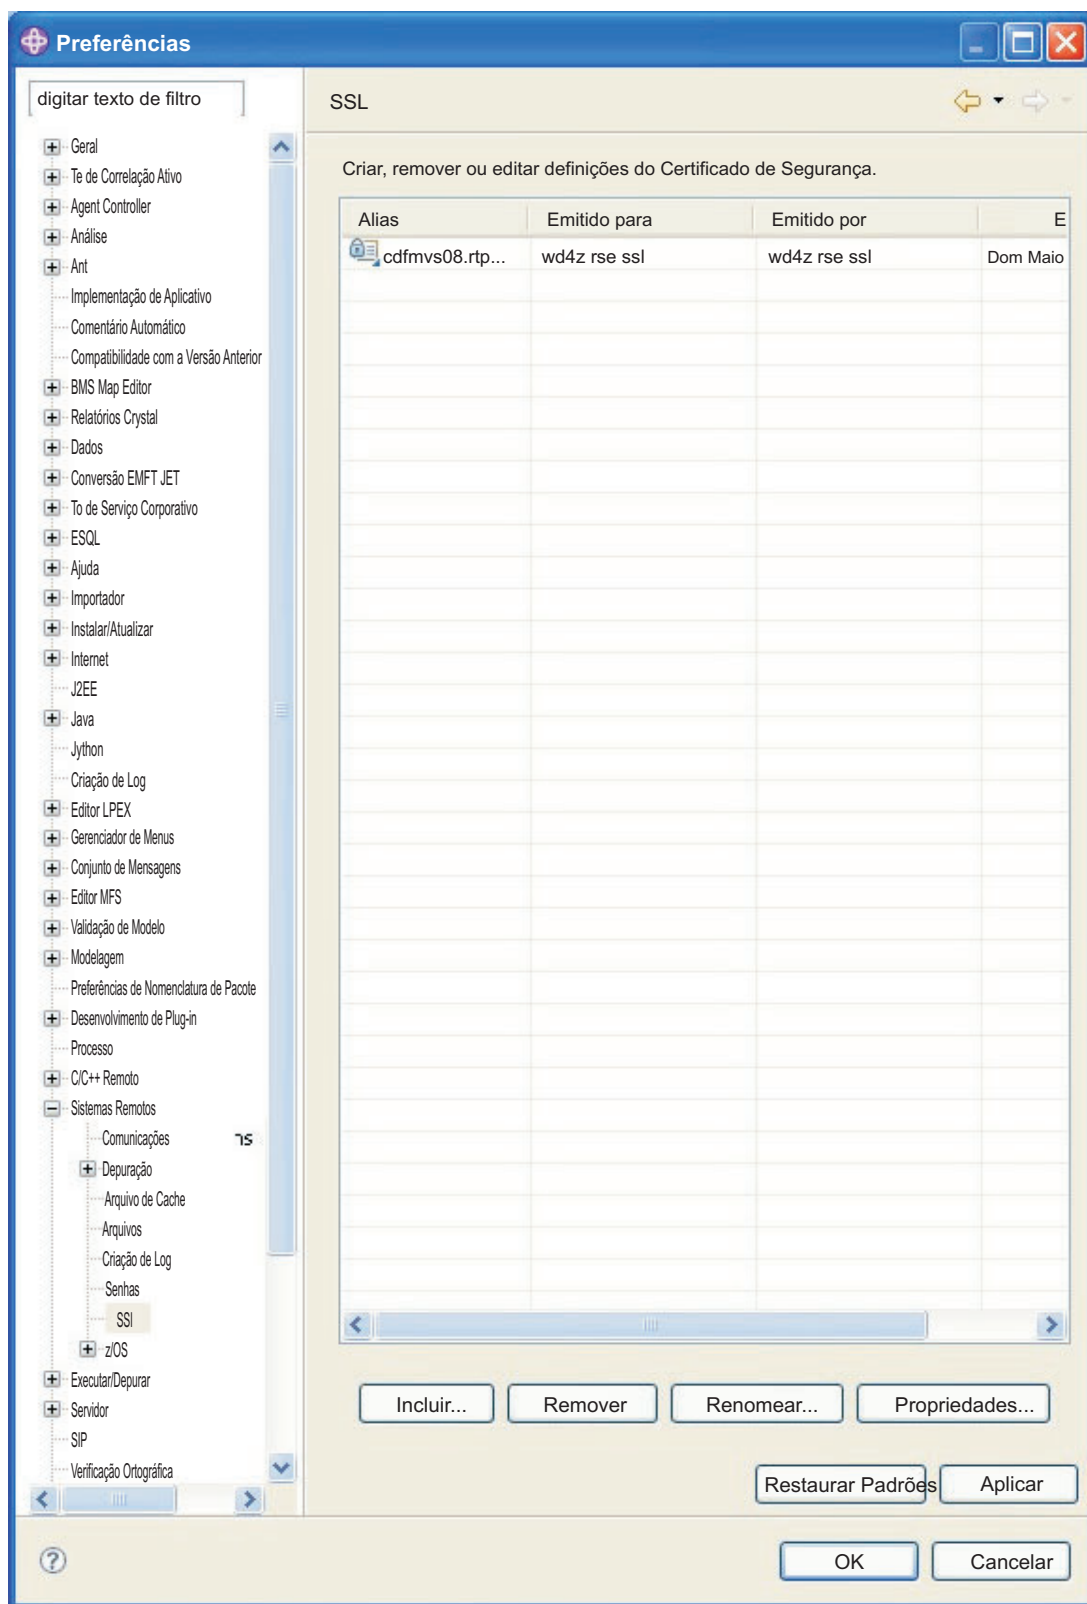 Preferências
digitar texto de filtro
SSL
Geral
Te de Correlação Ativo
Agent Controller
Análise
Ant
Implementação de Aplicativo
Comentário Automático
Compatibilidade com a Versão Anterior
BMS Map Editor
Relatórios Crystal
Dados
Conversão EMFT JET
To de Serviço Corporativo
ESQL
Ajuda
Importador
Instalar/Atualizar
Internet
J2EE
Java
Jython
Criação de Log
Editor LPEX
Gerenciador de Menus
Conjunto de Mensagens
Editor MFS
Validação de Modelo
Modelagem
Preferências de Nomenclatura de Pacote
Desenvolvimento de Plug-in
Processo
C/C++ Remoto
Sistemas Remotos
Comunicações
Depuração
Arquivo de Cache
Arquivos
Criação de Log
Senhas
SSl
z/OS
Executar/Depurar
Servidor
SIP
Verificação Ortográfica
Criar, remover ou editar definições do Certificado de Segurança.
Alias Emitido para Emitido por E
cdfmvs08.rtp... wd4z rse ssl wd4z rse ssl Dom Maio
Incluir... Remover Renomear... Propriedades...
Restaurar Padrões Aplicar
OK Cancelar